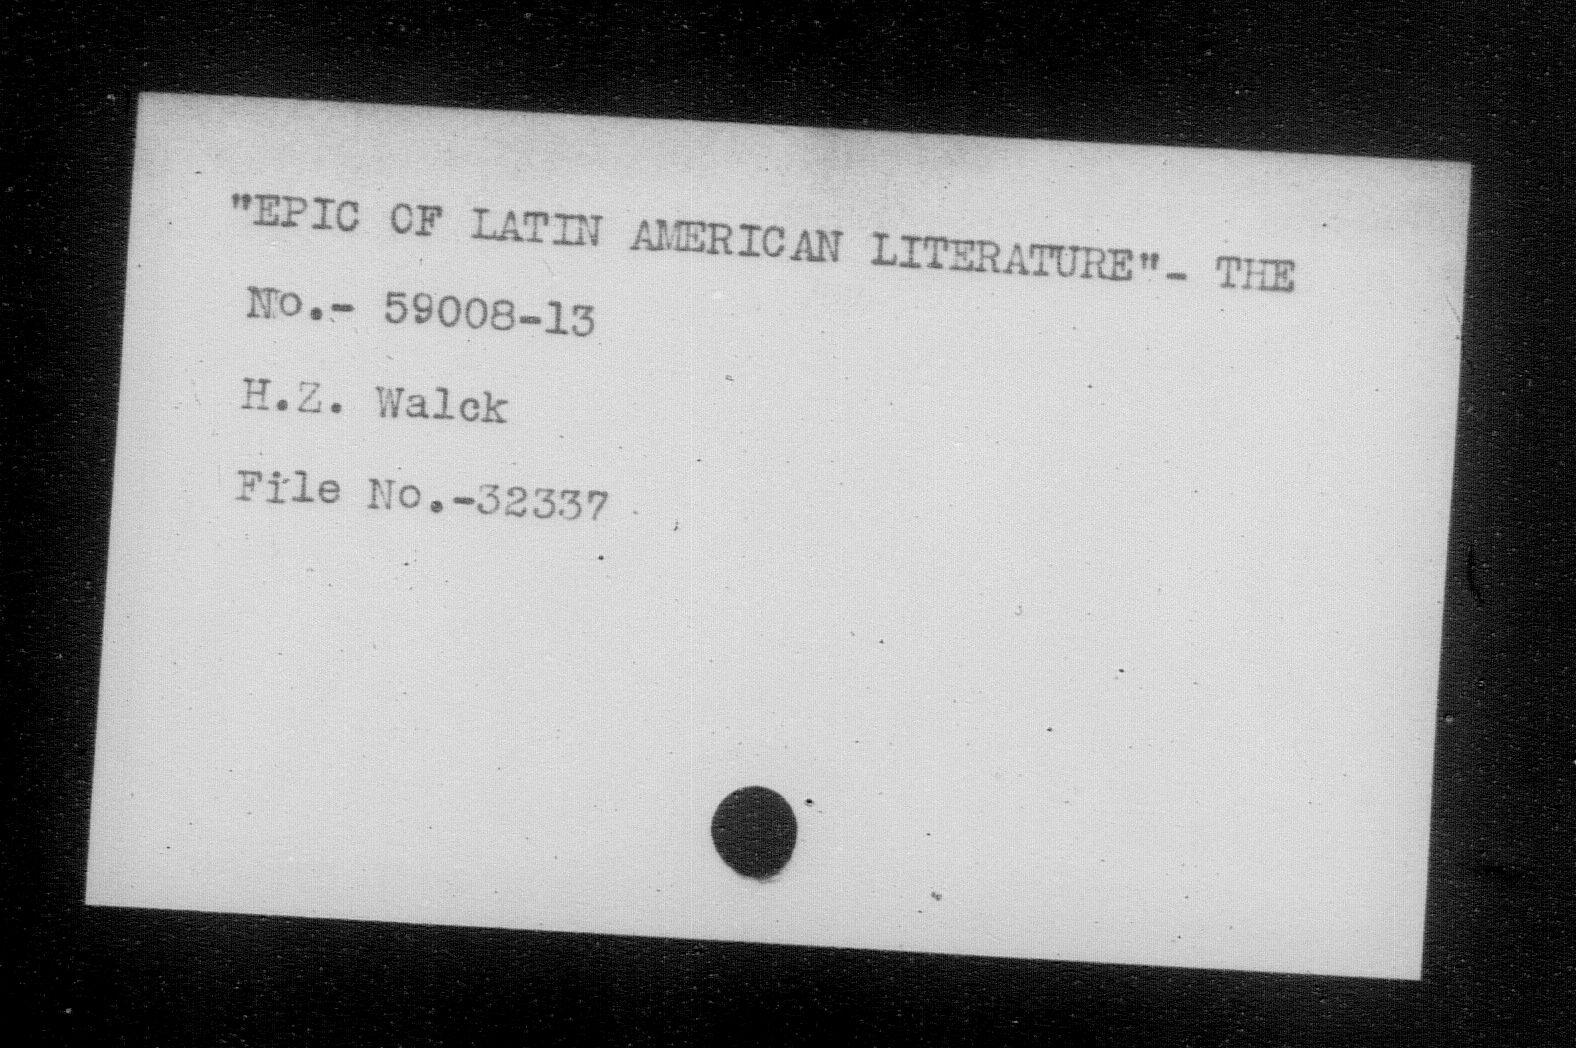 "EPIC OF LATIN AMERICAN LITERATURE"- THE
No.- 59008-13
H.Z. Walck
File No.-32337